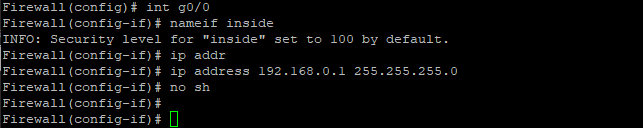 Firewall(config)# int g0/0
Firewall(config-if)# nameif inside
INFO: Security level for "inside" set to 100 by default.
Firewall(config-if)# ip addr
Firewall(config-if)# ip address 192.168.0.1 255.255.255.0
Firewall(config-if)# no sh
Firewall(config-if)#
Firewall(config-if)#